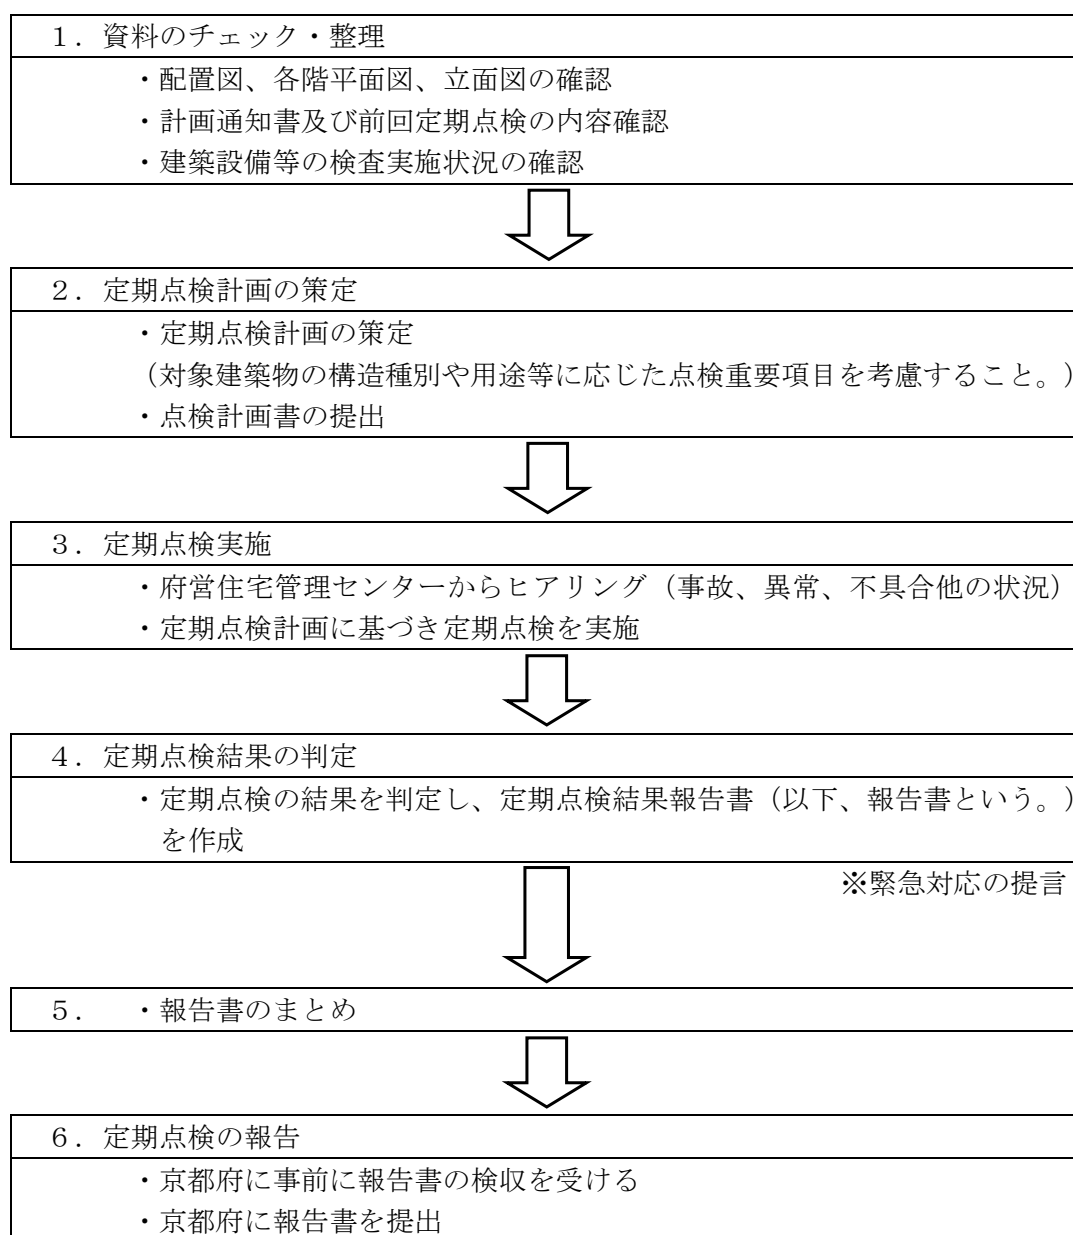 １．資料のチェック・整理
・配置図、各階平面図、立面図の確認
・計画通知書及び前回定期点検の内容確認
・建築設備等の検査実施状況の確認
２．定期点検計画の策定
・定期点検計画の策定
（対象建築物の構造種別や用途等に応じた点検重要項目を考慮すること。）
・点検計画書の提出
３．定期点検実施
・府営住宅管理センターからヒアリング（事故、異常、不具合他の状況）
・定期点検計画に基づき定期点検を実施
４．定期点検結果の判定
・定期点検の結果を判定し、定期点検結果報告書（以下、報告書という。）
を作成
※緊急対応の提言
５．　・報告書のまとめ
６．定期点検の報告
・京都府に事前に報告書の検収を受ける
・京都府に報告書を提出